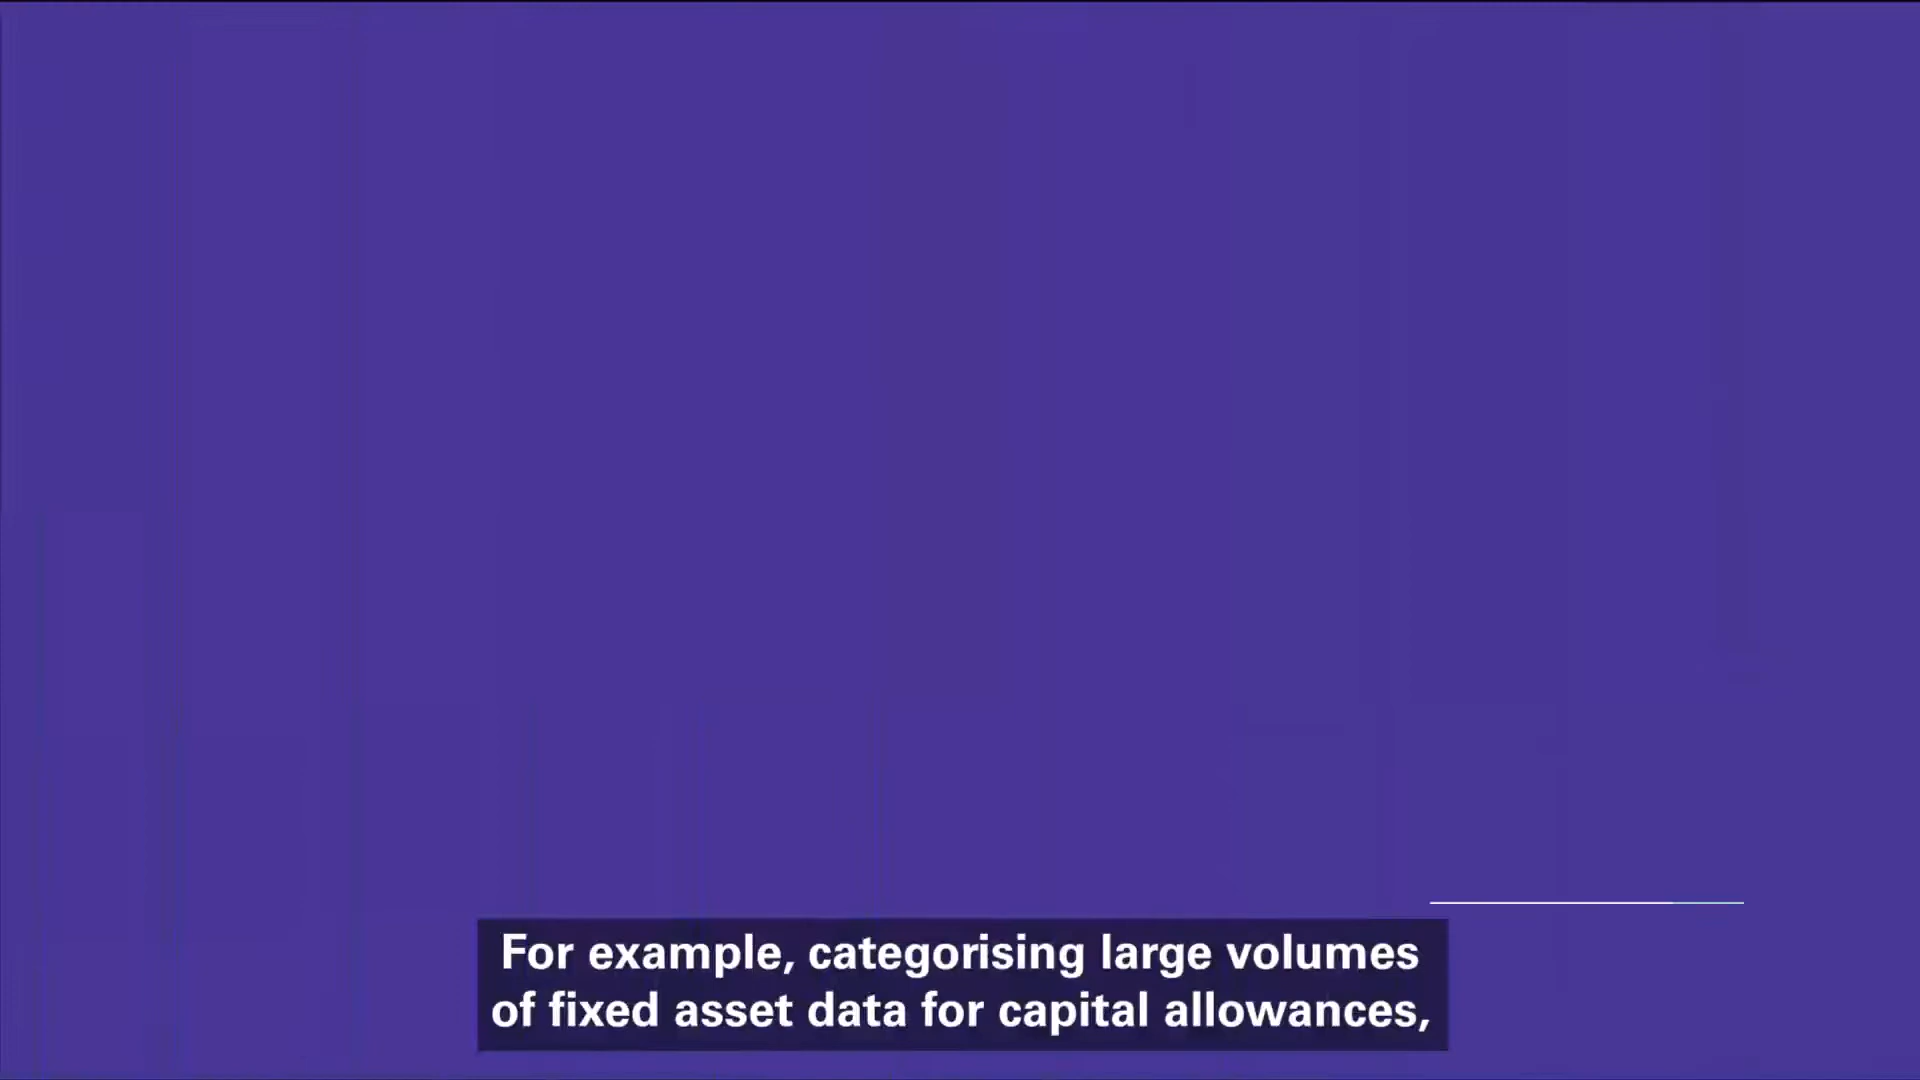 For example, categorising large volumes
of fixed asset data for capital allowances,